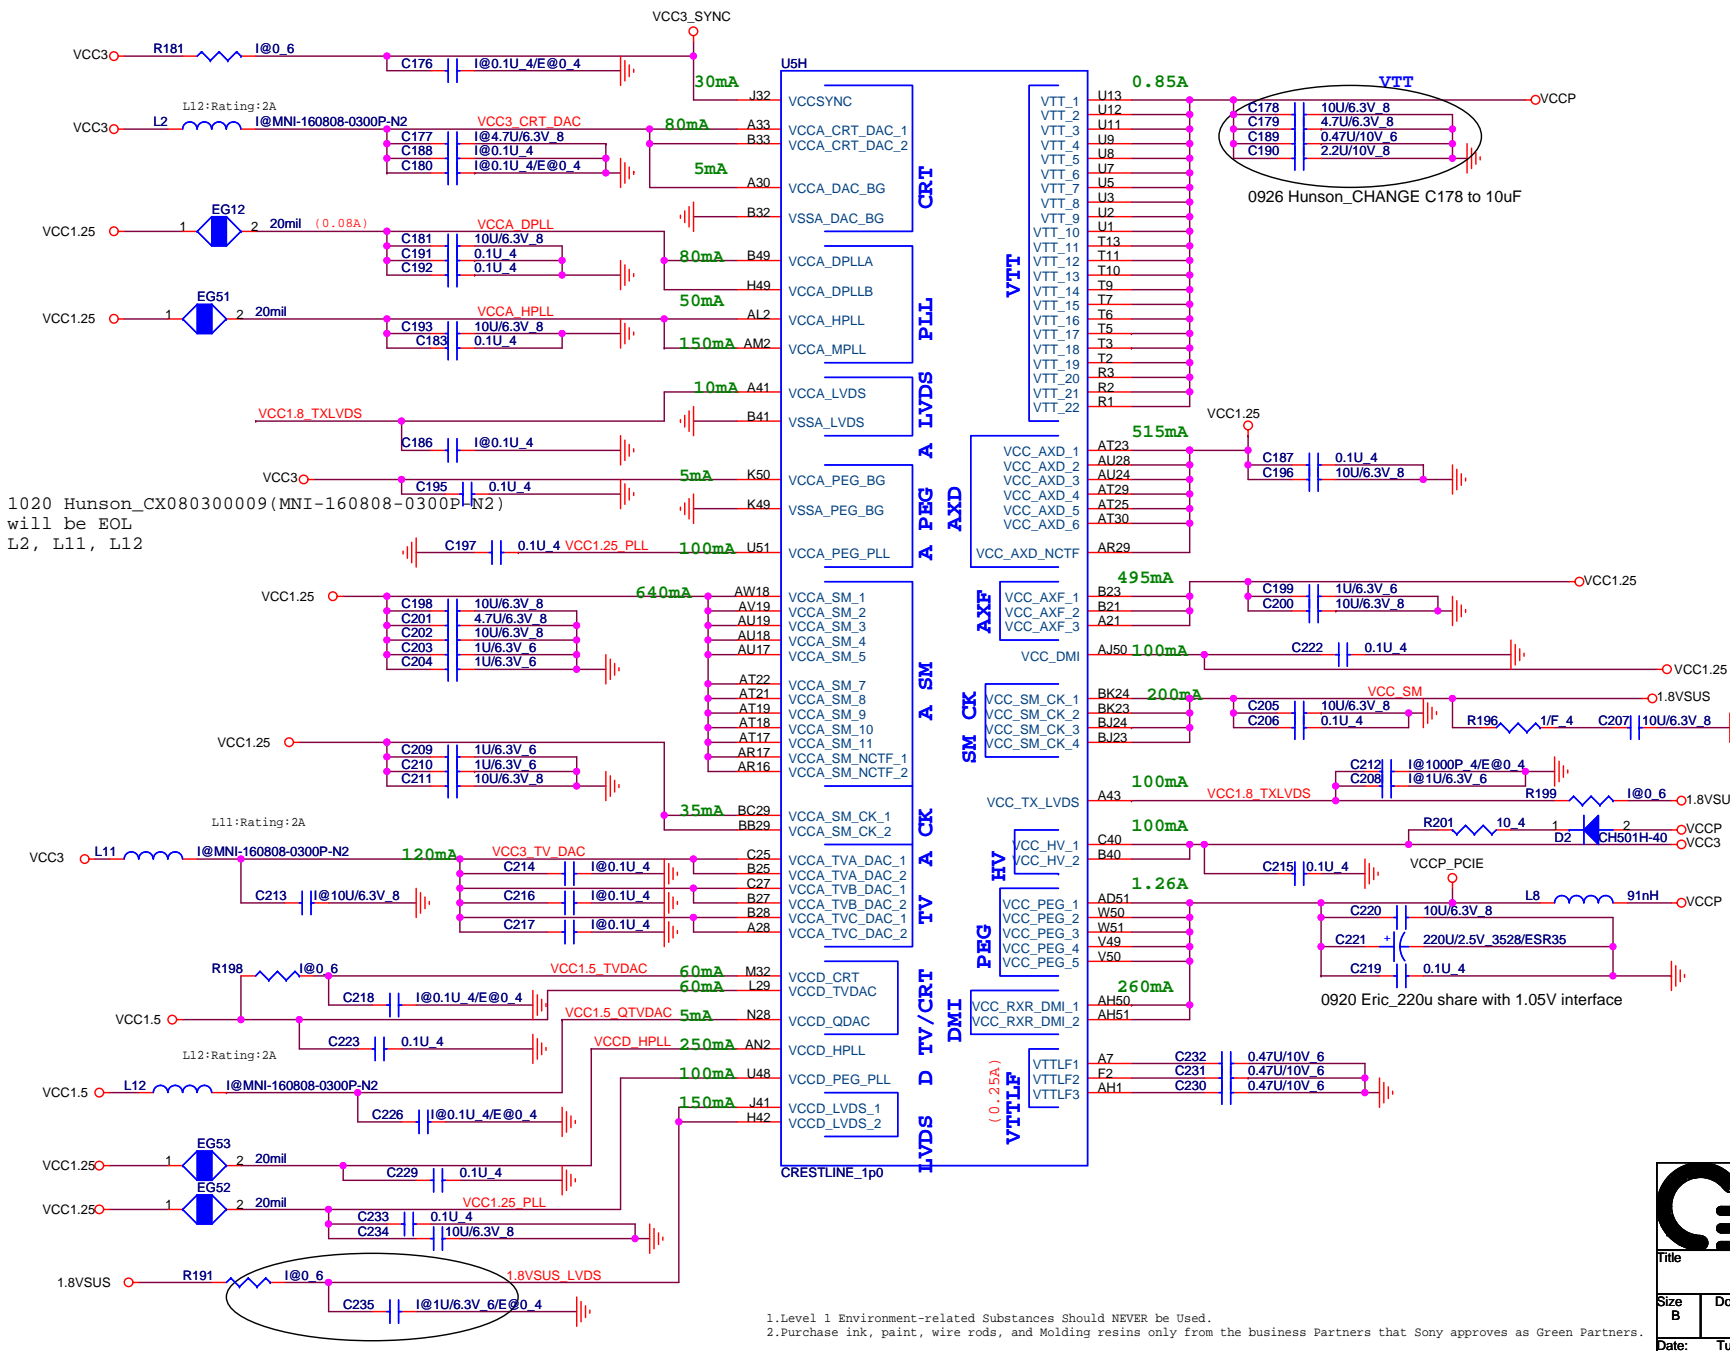 VCC3_SYNC
VCC3 R181 I@0_6
C176 I@0.1U_4/E@0_4
30mA J32 VCCSYNC
L12:Rating:2A
VCC3 L2 I@MNI-160808-0300P-N2 VCC3_CRT_DAC 80mA A33 VCCA_CRT_DAC_1
B33 VCCA_CRT_DAC_2
C177 I@4.7U/6.3V_8
C188 I@0.1U_4
C180 I@0.1U_4/E@0_4
5mA A30 VCCA_DAC_BG
B32 VSSA_DAC_BG
CRT
EG12
VCC1.25 1 2 20mil (0.08A) VCCA_DPLL
C181 10U/6.3V_8
C191 0.1U_4
C192 0.1U_4
80mA B49 VCCA_DPLLA
H49 VCCA_DPLLB
EG51
VCC1.25 1 2 20mil VCCA_HPLL
50mA AL2 VCCA_HPLL
C193 10U/6.3V_8
C183 0.1U_4
150mA AM2 VCCA_MPLL
PLL
10mA A41 VCCA_LVDS
VCC1.8_TXLVDS
B41 VSSA_LVDS
C186 I@0.1U_4
A LVDS
VCC3 5mA K50 VCCA_PEG_BG
C195 0.1U_4
K49 VSSA_PEG_BG
1020 Hunson_CX080300009(MNI-160808-0300P-N2)
will be EOL
L2, L11, L12
C197 0.1U_4 VCC1.25_PLL 100mA U51 VCCA_PEG_PLL
A PEG
VCC1.25 640mA AW18 VCCA_SM_1
AV19 VCCA_SM_2
AU19 VCCA_SM_3
AU18 VCCA_SM_4
AU17 VCCA_SM_5
AT22 VCCA_SM_7
AT21 VCCA_SM_8
AT19 VCCA_SM_9
AT18 VCCA_SM_10
AT17 VCCA_SM_11
AR17 VCCA_SM_NCTF_1
AR16 VCCA_SM_NCTF_2
C198 10U/6.3V_8
C201 4.7U/6.3V_8
C202 10U/6.3V_8
C203 1U/6.3V_6
C204 1U/6.3V_6
A SM
VCC1.25
C209 1U/6.3V_6
C210 1U/6.3V_6
C211 10U/6.3V_8
35mA BC29 VCCA_SM_CK_1
BB29 VCCA_SM_CK_2
A CK
L11:Rating:2A
VCC3 L11 I@MNI-160808-0300P-N2 120mA VCC3_TV_DAC C25 VCCA_TVA_DAC_1
B25 VCCA_TVA_DAC_2
C27 VCCA_TVB_DAC_1
B27 VCCA_TVB_DAC_2
B28 VCCA_TVC_DAC_1
A28 VCCA_TVC_DAC_2
C213 I@10U/6.3V_8
C214 I@0.1U_4
C216 I@0.1U_4
C217 I@0.1U_4
TV
R198 I@0_6 VCC1.5_TVDAC 60mA M32 VCCD_CRT
60mA L29 VCCD_TVDAC
C218 I@0.1U_4/E@0_4
VCC1.5 VCC1.5_QTVDAC 5mA N28 VCCD_QDAC
C223 0.1U_4
D TV/CRT
VCCD_HPLL 250mA AN2 VCCD_HPLL
L12:Rating:2A
100mA U48 VCCD_PEG_PLL
VCC1.5 L12 I@MNI-160808-0300P-N2
150mA J41 VCCD_LVDS_1
H42 VCCD_LVDS_2
C226 I@0.1U_4/E@0_4
LVDS
EG53
VCC1.25 1 2 20mil
C229 0.1U_4
EG52
VCC1.25 1 2 20mil VCC1.25_PLL
C233 0.1U_4
C234 10U/6.3V_8
1.8VSUS R191 I@0_6 1.8VSUS_LVDS
C235 I@1U/6.3V_6/E@0_4
U5H
CRESTLINE_1p0
0.85A
VTT_1 U13
VTT_2 U12
VTT_3 U11
VTT_4 U9
VTT_5 U8
VTT_6 U7
VTT_7 U5
VTT_8 U3
VTT_9 U2
VTT_10 U1
VTT_11 T13
VTT_12 T11
VTT_13 T10
VTT_14 T9
VTT_15 T7
VTT_16 T6
VTT_17 T5
VTT_18 T3
VTT_19 T2
VTT_20 R3
VTT_21 R2
VTT_22 R1
VTT
VTT
VCCP
C178 10U/6.3V_8
C179 4.7U/6.3V_8
C189 0.47U/10V_6
C190 2.2U/10V_8
0926 Hunson_CHANGE C178 to 10uF
VCC1.25
515mA
VCC_AXD_1 AT23
VCC_AXD_2 AU28
VCC_AXD_3 AU24
VCC_AXD_4 AT29
VCC_AXD_5 AT25
VCC_AXD_6 AT30
VCC_AXD_NCTF AR29
AXD
C187 0.1U_4
C196 10U/6.3V_8
495mA
VCC_AXF_1 B23
VCC_AXF_2 B21
VCC_AXF_3 A21
AXF
VCC1.25
C199 1U/6.3V_6
C200 10U/6.3V_8
VCC_DMI AJ50 100mA C222 0.1U_4
VCC1.25
VCC_SM_CK_1 BK24 200mA VCC_SM 1.8VSUS
VCC_SM_CK_2 BK23
VCC_SM_CK_3 BJ24
VCC_SM_CK_4 BJ23
SM CK
C205 10U/6.3V_8
C206 0.1U_4
R196 1/F_4 C207 10U/6.3V_8
C212 I@1000P_4/E@0_4
C208 I@1U/6.3V_6
100mA
VCC_TX_LVDS A43 VCC1.8_TXLVDS R199 I@0_6 1.8VSU
100mA R201 10_4 1 2 VCCP
D2 CH501H-40
VCC_HV_1 C40 VCC3
VCC_HV_2 B40
HV
C215 0.1U_4
VCCP_PCIE
1.26A
VCC_PEG_1 AD51
VCC_PEG_2 W50
VCC_PEG_3 W51
VCC_PEG_4 V49
VCC_PEG_5 V50
PEG
L8 91nH VCCP
C220 10U/6.3V_8
C221 + 220U/2.5V_3528/ESR35
C219 0.1U_4
0920 Eric_220u share with 1.05V interface
260mA
VCC_RXR_DMI_1 AH50
VCC_RXR_DMI_2 AH51
DMI
VTTLF1 A7 C232 0.47U/10V_6
VTTLF2 F2 C231 0.47U/10V_6
VTTLF3 AH1 C230 0.47U/10V_6
(0.25A)
VTTLF
1.Level 1 Environment-related Substances Should NEVER be Used.
2.Purchase ink, paint, wire rods, and Molding resins only from the business Partners that Sony approves as Green Partners.
Title
Size Do
B
Date: Tu